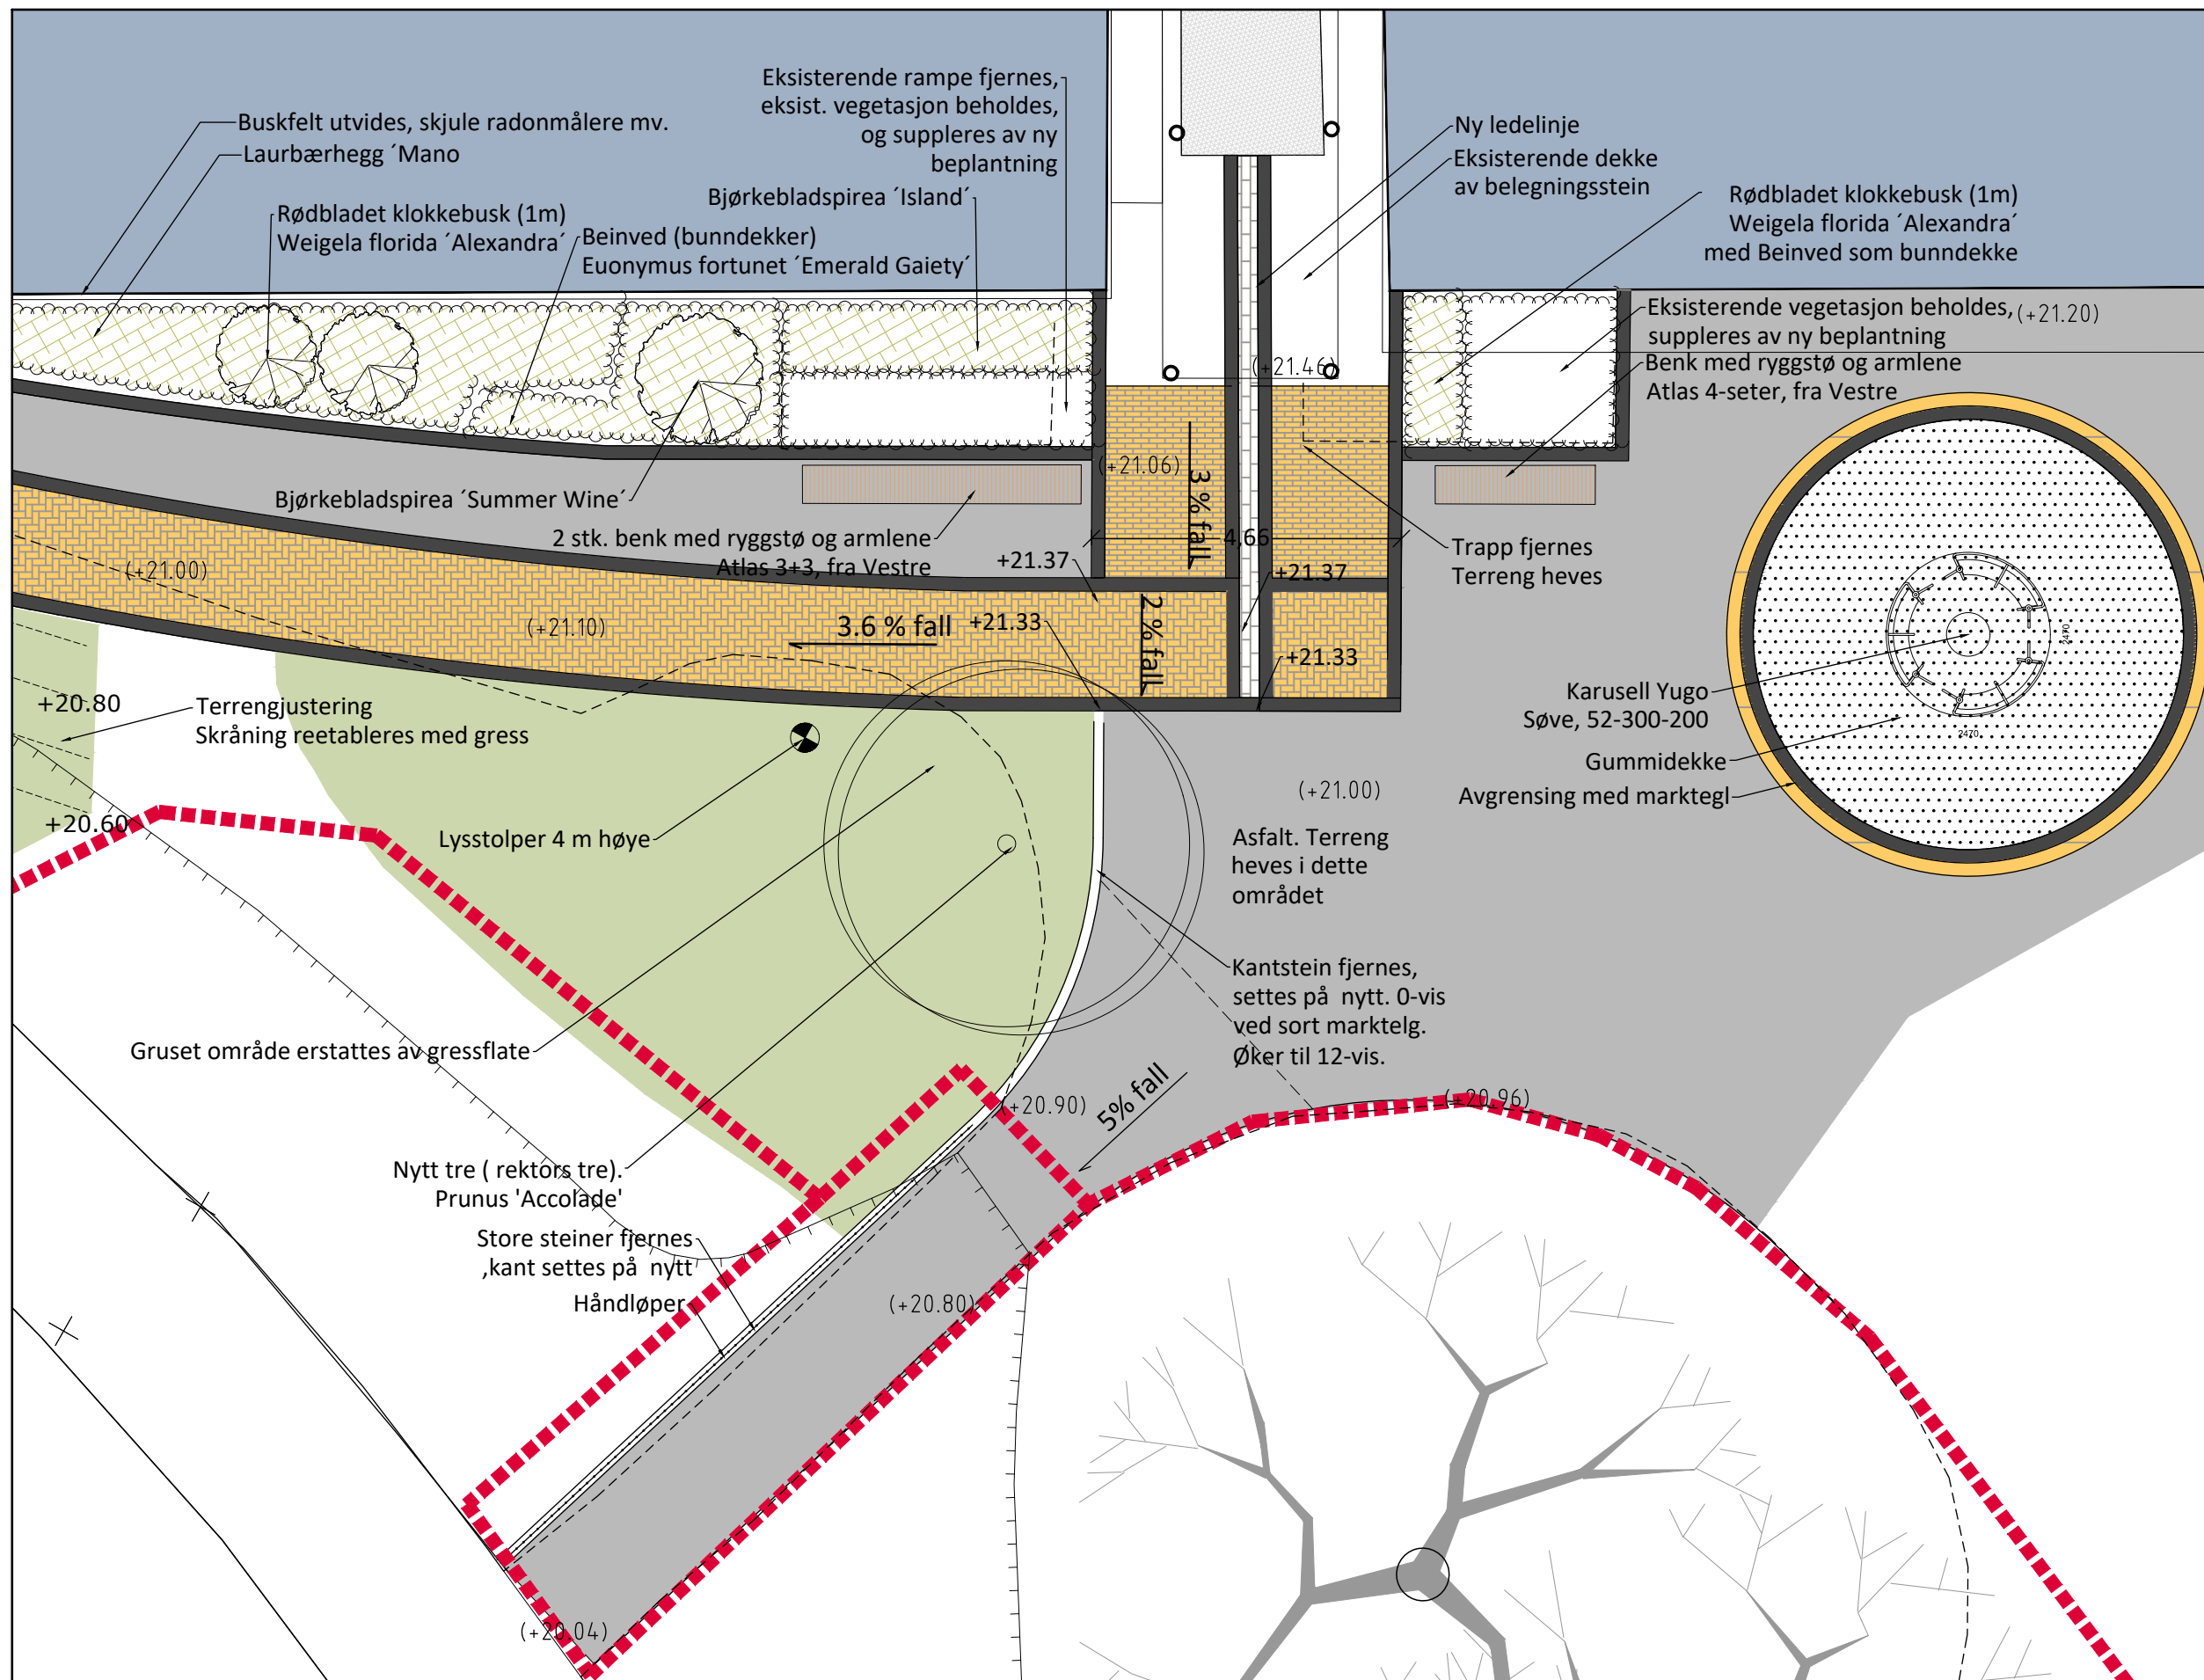 Eksisterende rampe fjernes,
eksist. vegetasjon beholdes,
og suppleres av ny
beplantning
Buskfelt utvides, skjule radonmålere mv.
Laurbærhegg ´Mano
Bjørkebladspirea ´Island´
Rødbladet klokkebusk (1m)
Weigela florida ´Alexandra´
Beinved (bunndekker)
Euonymus fortunet ´Emerald Gaiety´
Ny ledelinje
Eksisterende dekke
av belegningsstein
Rødbladet klokkebusk (1m)
Weigela florida ´Alexandra´
med Beinved som bunndekke
Eksisterende vegetasjon beholdes,
suppleres av ny beplantning
(+21.20)
Benk med ryggstø og armlene
Atlas 4-seter, fra Vestre
(+21.46)
(+21.06)
3 % fall
Bjørkebladspirea ´Summer Wine´
2 stk. benk med ryggstø og armlene
Atlas 3+3, fra Vestre
4,66
+21.37
+21.37
Trapp fjernes
Terreng heves
(+21.00)
(+21.10)
3.6 % fall
+21.33
2 % fall
+21.33
2470
2470
Karusell Yugo
Søve, 52-300-200
Gummidekke
Avgrensing med marktegl
+20.80
Terrengjustering
Skråning reetableres med gress
+20.60
Lysstolper 4 m høye
(+21.00)
Asfalt. Terreng
heves i dette
området
Kantstein fjernes,
settes på nytt. 0-vis
ved sort marktelg.
Øker til 12-vis.
Gruset område erstattes av gressflate
(+20.90)
5% fall
(+20.96)
Nytt tre ( rektors tre).
Prunus 'Accolade'
Store steiner fjernes
,kant settes på nytt
Håndløper
(+20.80)
(+20.04)